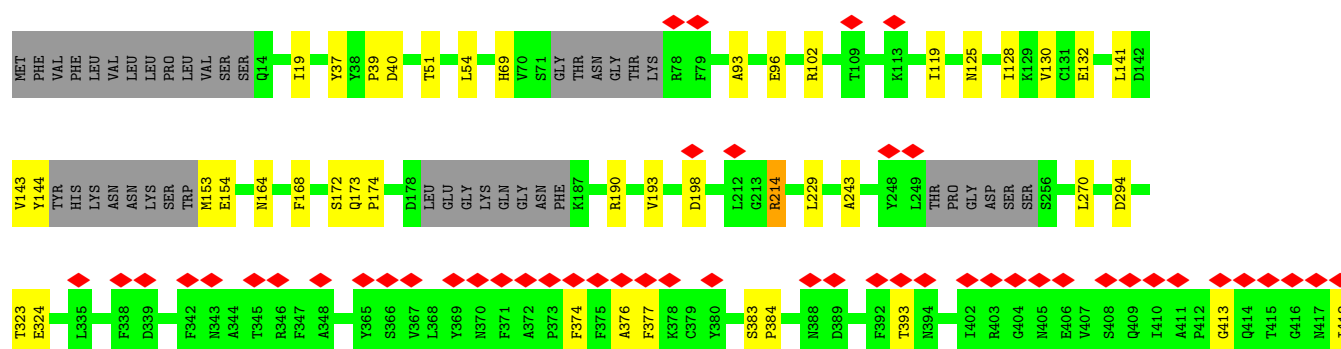 MET PHE VAL PHE LEU VAL LEU LEU PRO LEU VAL SER SER Q14 I19 Y37 Y38 P39 D40 T51 L54 H69 V70 S71 GLY THR ASN GLY THR LYS R78 F79 A93 E96 R102 T109 K113 I119 N125 I128 K129 V130 C131 E132 L141 D142
V143 Y144 TYR HIS LYS ASN ASN LYS SER TRP M153 E154 N164 F168 S172 Q173 P174 D178 LEU GLU GLY LYS GLN GLY ASN PHE K187 R190 V193 D198 L212 G213 R214 L229 A243 Y248 L249 THR PRO GLY ASP SER SER S256 L270 D294
T323 E324 L335 F338 D339 F342 N343 A344 T345 R346 F347 A348 Y365 S366 V367 L368 Y369 N370 F371 A372 P373 F374 F375 A376 F377 K378 C379 Y380 S383 P384 N388 D389 F392 T393 N394 I402 R403 G404 N405 E406 V407 S408 Q409 I410 A411 P412 G413 Q414 T415 G416 N417